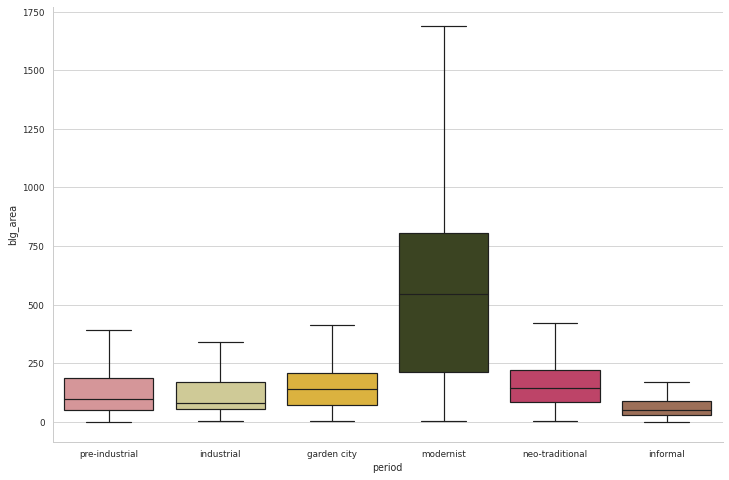 1750
1500
1250
1000
750
500
250
0
blg_area
pre-industrial
industrial
garden city
modernist
neo-traditional
informal
period